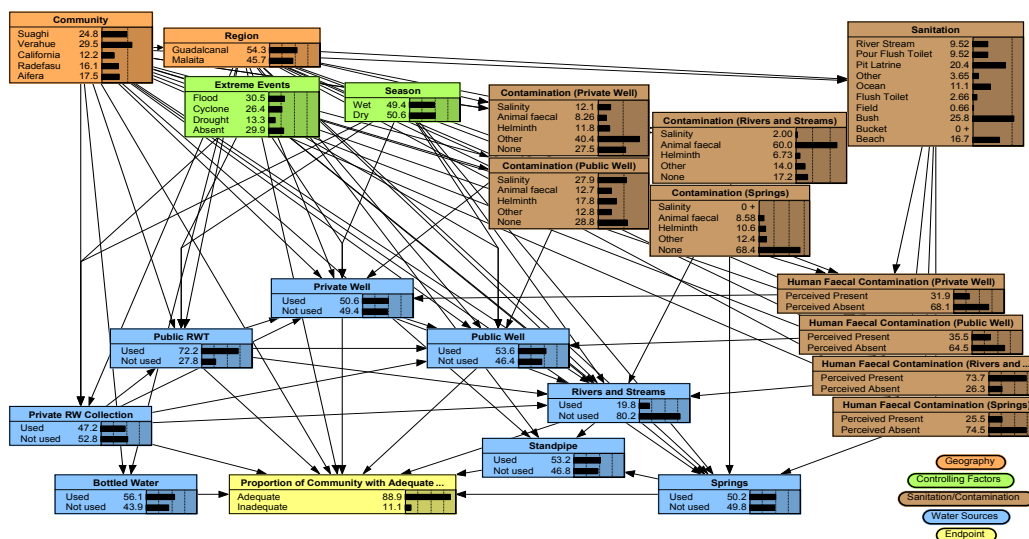 Community
Suaghi 24.8
Verahue 29.5
California 12.2
Radefasu 16.1
Aifera 17.5
Region
Guadalcanal 54.3
Malaita 45.7
Extreme Events
Flood 30.5
Cyclone 26.4
Drought 13.3
Absent 29.9
Season
Wet 49.4
Dry 50.6
Contamination (Private Well)
Salinity 12.1
Animal faecal 8.26
Helminth 11.8
Other 40.4
None 27.5
Sanitation
River Stream 9.52
Pour Flush Toilet 9.52
Pit Latrine 20.4
Other 3.65
Ocean 11.1
Flush Toilet 2.66
Field 0.66
Bush 25.8
Bucket 0 +
Beach 16.7
Contamination (Rivers and Streams)
Salinity 2.00
Animal faecal 60.0
Helminth 6.73
Other 14.0
None 17.2
Contamination (Public Well)
Salinity 27.9
Animal faecal 12.7
Helminth 17.8
Other 12.8
None 28.8
Contamination (Springs)
Salinity 0 +
Animal faecal 8.58
Helminth 10.6
Other 12.4
None 68.4
Private Well
Used 50.6
Not used 49.4
Human Faecal Contamination (Private Well)
Perceived Present 31.9
Perceived Absent 68.1
Public RWT
Used 72.2
Not used 27.8
Public Well
Used 53.6
Not used 46.4
Human Faecal Contamination (Public Well)
Perceived Present 35.5
Perceived Absent 64.5
Human Faecal Contamination (Rivers and ...
Perceived Present 73.7
Perceived Absent 26.3
Rivers and Streams
Used 19.8
Not used 80.2
Human Faecal Contamination (Springs)
Perceived Present 25.5
Perceived Absent 74.5
Private RW Collection
Used 47.2
Not used 52.8
Standpipe
Used 53.2
Not used 46.8
Bottled Water
Used 56.1
Not used 43.9
Proportion of Community with Adequate ...
Adequate 88.9
Inadequate 11.1
Springs
Used 50.2
Not used 49.8
Geography
Controlling Factors
Sanitation/Contamination
Water Sources
Endpoint